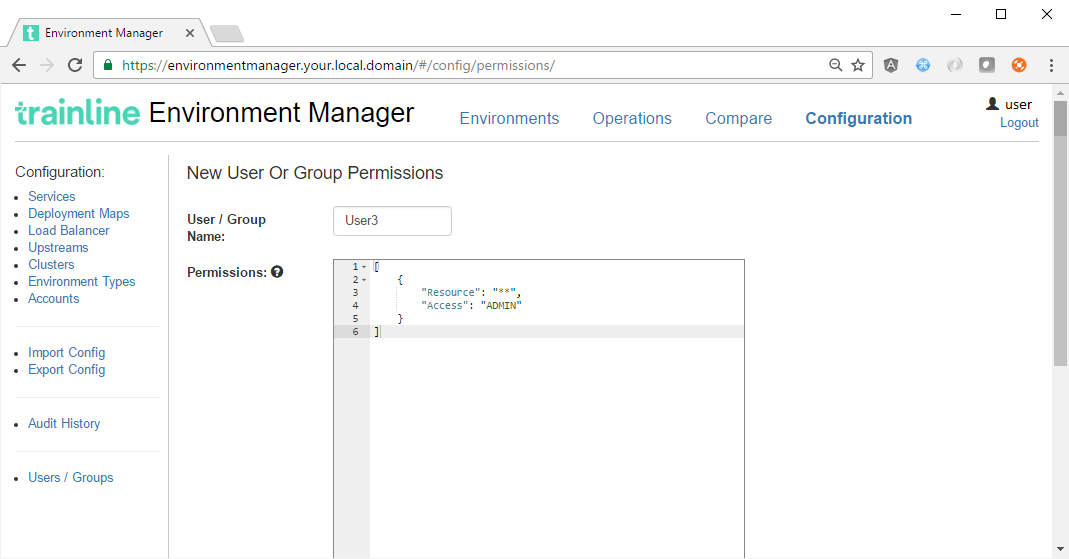 Environment Manager
https://environmentmanager.your.local.domain/#/config/permissions/
trainline Environment Manager
Environments Operations Compare Configuration
user
Logout
Configuration:
Services
Deployment Maps
Load Balancer
Upstreams
Clusters
Environment Types
Accounts
Import Config
Export Config
Audit History
Users / Groups
New User Or Group Permissions
User / Group
Name:
User3
Permissions: ?
1 [
2 {
3 "Resource": "**",
4 "Access": "ADMIN"
5 }
6 ]